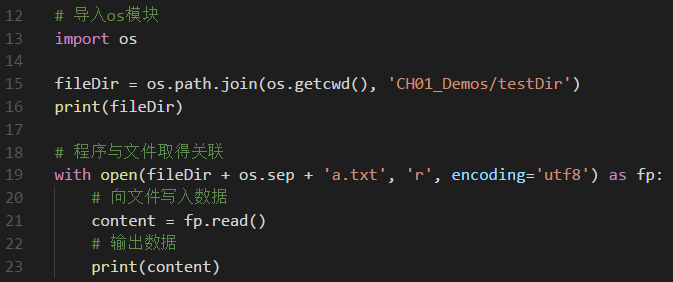 12 # 导入os模块
13 import os
14
15 fileDir = os.path.join(os.getcwd(), 'CH01_Demos/testDir')
16 print(fileDir)
17
18 # 程序与文件取得关联
19 with open(fileDir + os.sep + 'a.txt', 'r', encoding='utf8') as fp:
20     # 向文件写入数据
21     content = fp.read()
22     # 输出数据
23     print(content)